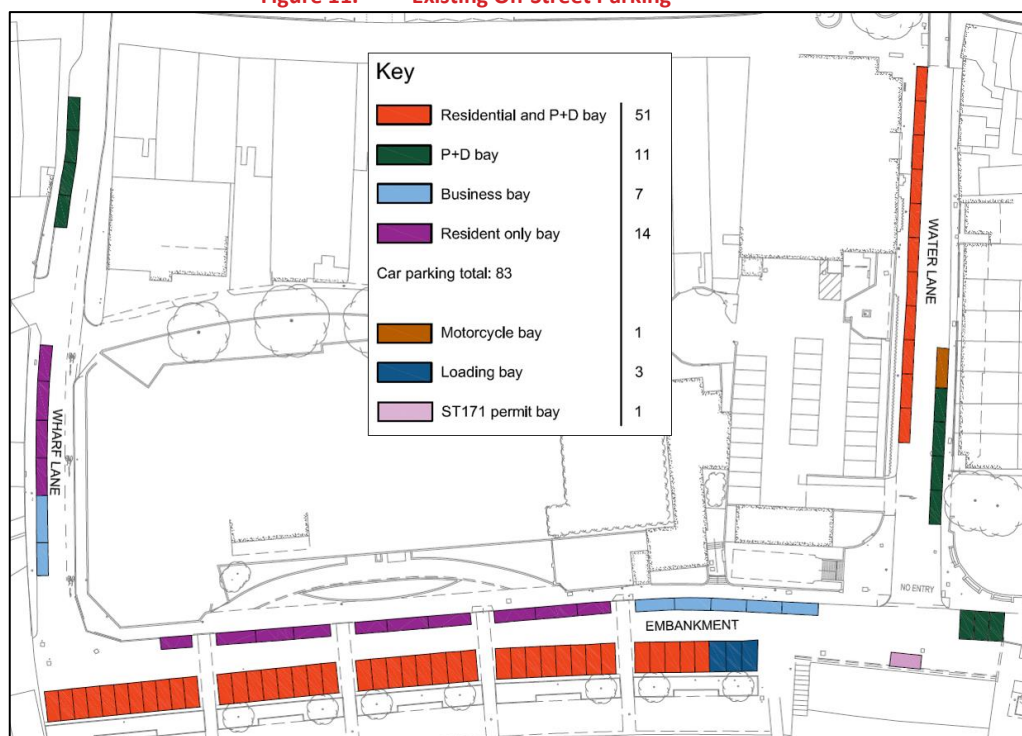 Figure 11. Existing On-Street Parking
Key
Residential and P+D bay 51
P+D bay 11
Business bay 7
Resident only bay 14
Car parking total: 83
Motorcycle bay 1
Loading bay 3
ST171 permit bay 1
WATER LANE
WHARF LANE
NO ENTRY
EMBANKMENT